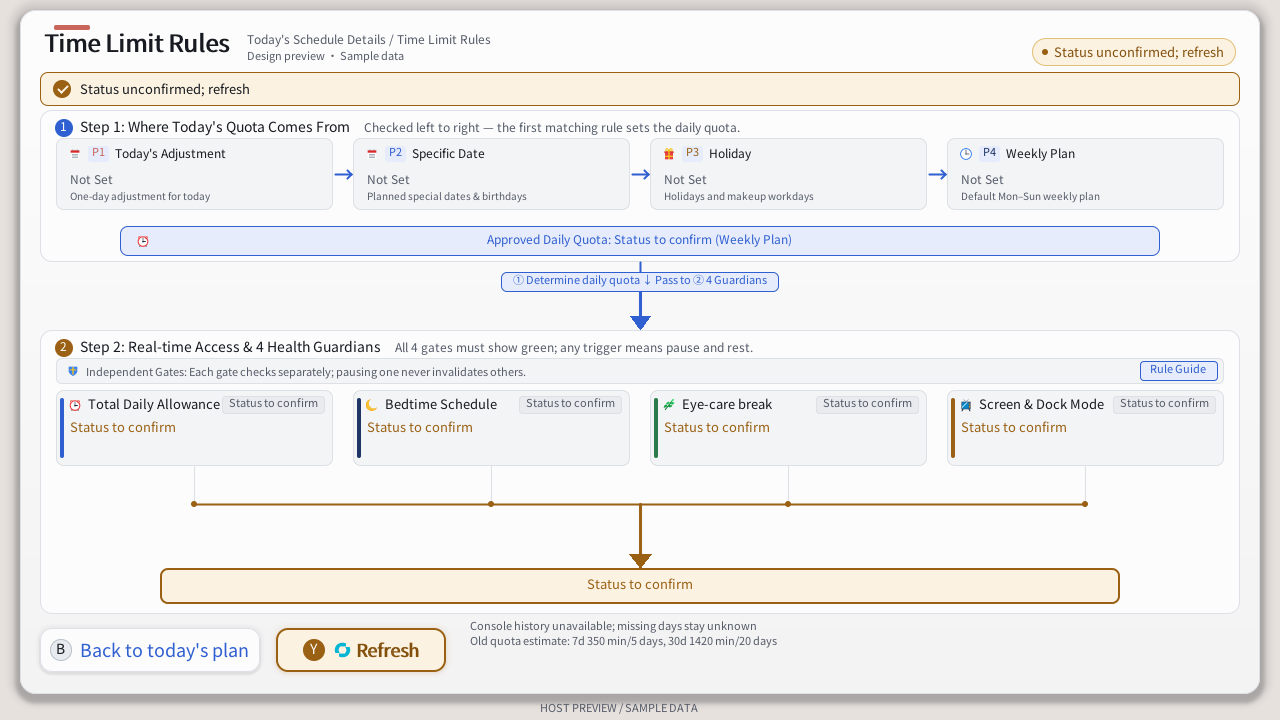 Time Limit Rules
Today's Schedule Details / Time Limit Rules
Design preview • Sample data
Status unconfirmed; refresh
Status unconfirmed; refresh
1 Step 1: Where Today's Quota Comes From
Checked left to right — the first matching rule sets the daily quota.
P1 Today's Adjustment
Not Set
One-day adjustment for today
P2 Specific Date
Not Set
Planned special dates & birthdays
P3 Holiday
Not Set
Holidays and makeup workdays
P4 Weekly Plan
Not Set
Default Mon–Sun weekly plan
Approved Daily Quota: Status to confirm (Weekly Plan)
① Determine daily quota ↓ Pass to ② 4 Guardians
2 Step 2: Real-time Access & 4 Health Guardians
All 4 gates must show green; any trigger means pause and rest.
Independent Gates: Each gate checks separately; pausing one never invalidates others.
Rule Guide
Total Daily Allowance
Status to confirm
Status to confirm
Bedtime Schedule
Status to confirm
Status to confirm
Eye-care break
Status to confirm
Status to confirm
Screen & Dock Mode
Status to confirm
Status to confirm
Status to confirm
B Back to today's plan
Y Refresh
Console history unavailable; missing days stay unknown
Old quota estimate: 7d 350 min/5 days, 30d 1420 min/20 days
HOST PREVIEW / SAMPLE DATA